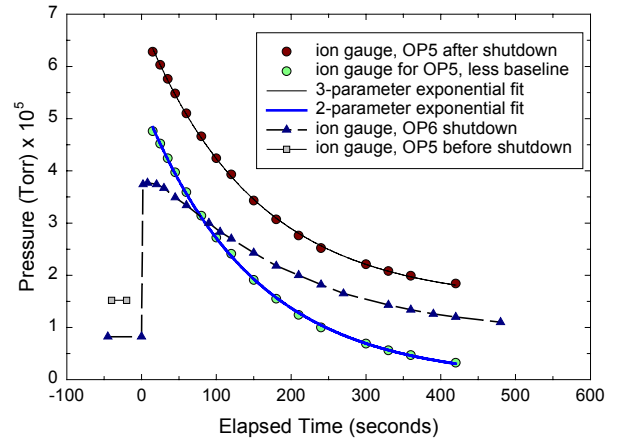 7
6
5
4
3
2
1
0
Pressure (Torr) x 10⁵
ion gauge, OP5 after shutdown
ion gauge for OP5, less baseline
3-parameter exponential fit
2-parameter exponential fit
ion gauge, OP6 shutdown
ion gauge, OP5 before shutdown
-100 0 100 200 300 400 500 600
Elapsed Time (seconds)